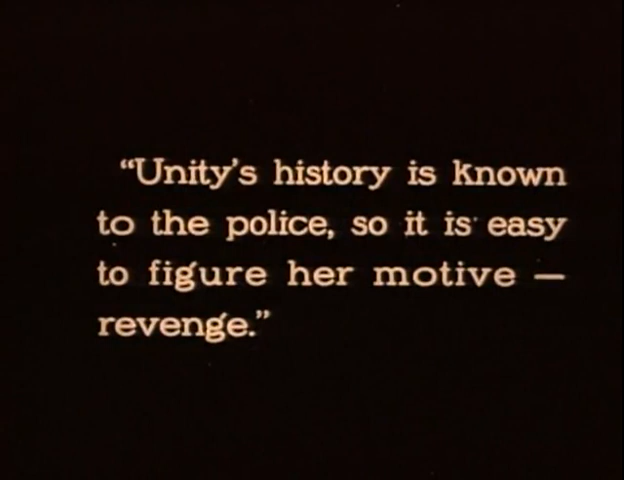 “Unity’s history is known
to the police, so it is easy
to figure her motive —
revenge.”